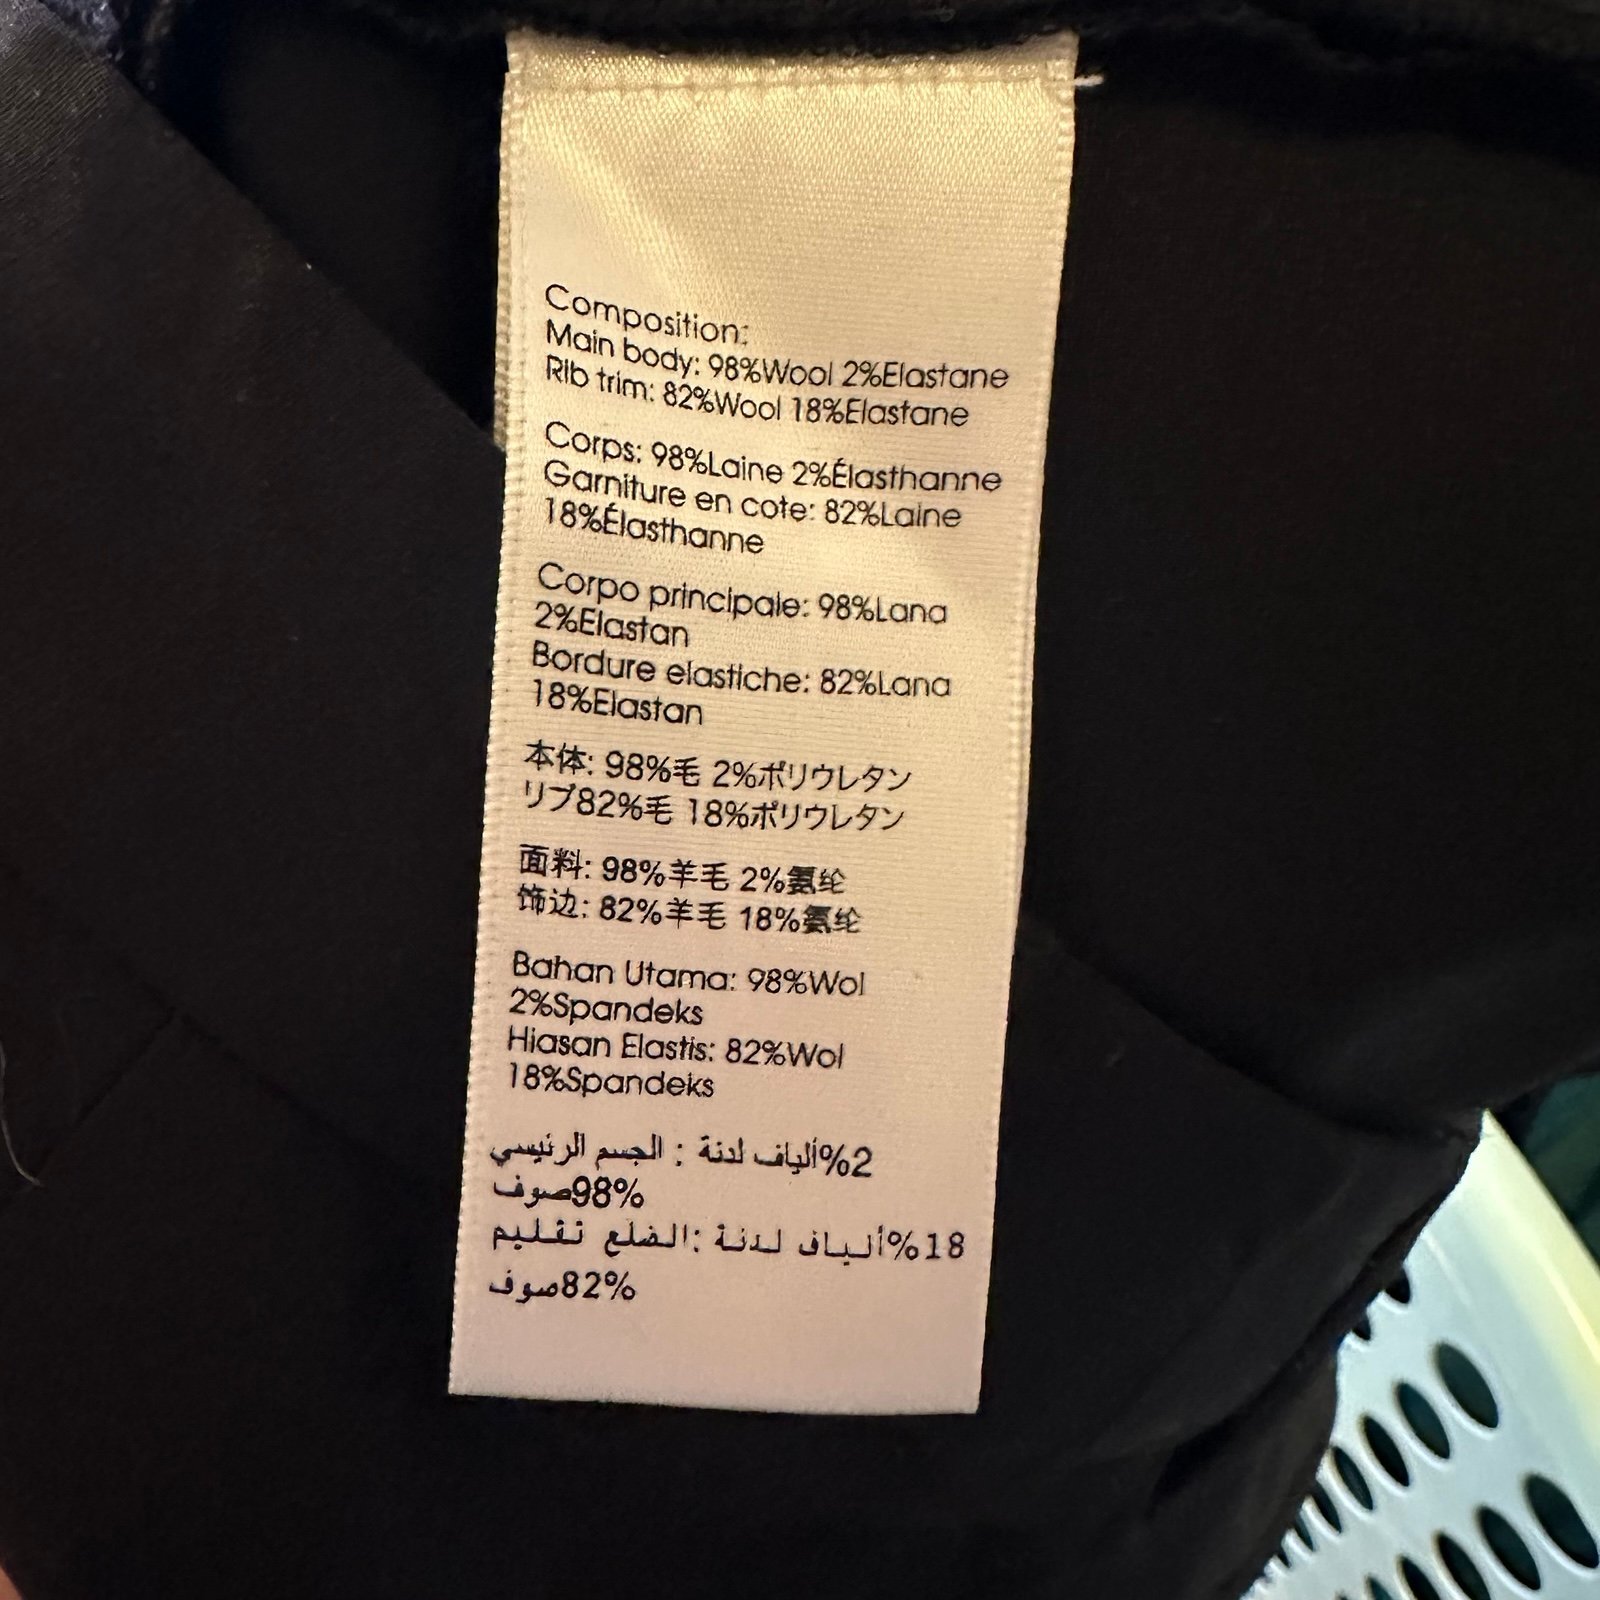 Composition:
Main body: 98%Wool 2%Elastane
Rib trim: 82%Wool 18%Elastane
Corps: 98%Laine 2%Élasthanne
Garniture en cote: 82%Laine
18%Élasthanne
Corpo principale: 98%Lana
2%Elastan
Bordure elastiche: 82%Lana
18%Elastan
本体: 98%毛 2%ポリウレタン
リブ82%毛 18%ポリウレタン
面料: 98%羊毛 2%氨纶
饰边: 82%羊毛 18%氨纶
Bahan Utama: 98%Wol
2%Spandeks
Hiasan Elastis: 82%Wol
18%Spandeks
الجسم الرئيسي : ألياف لدنة%2
صوف98%
تقليم الضلع: ألياف لدنة%18
صوف82%